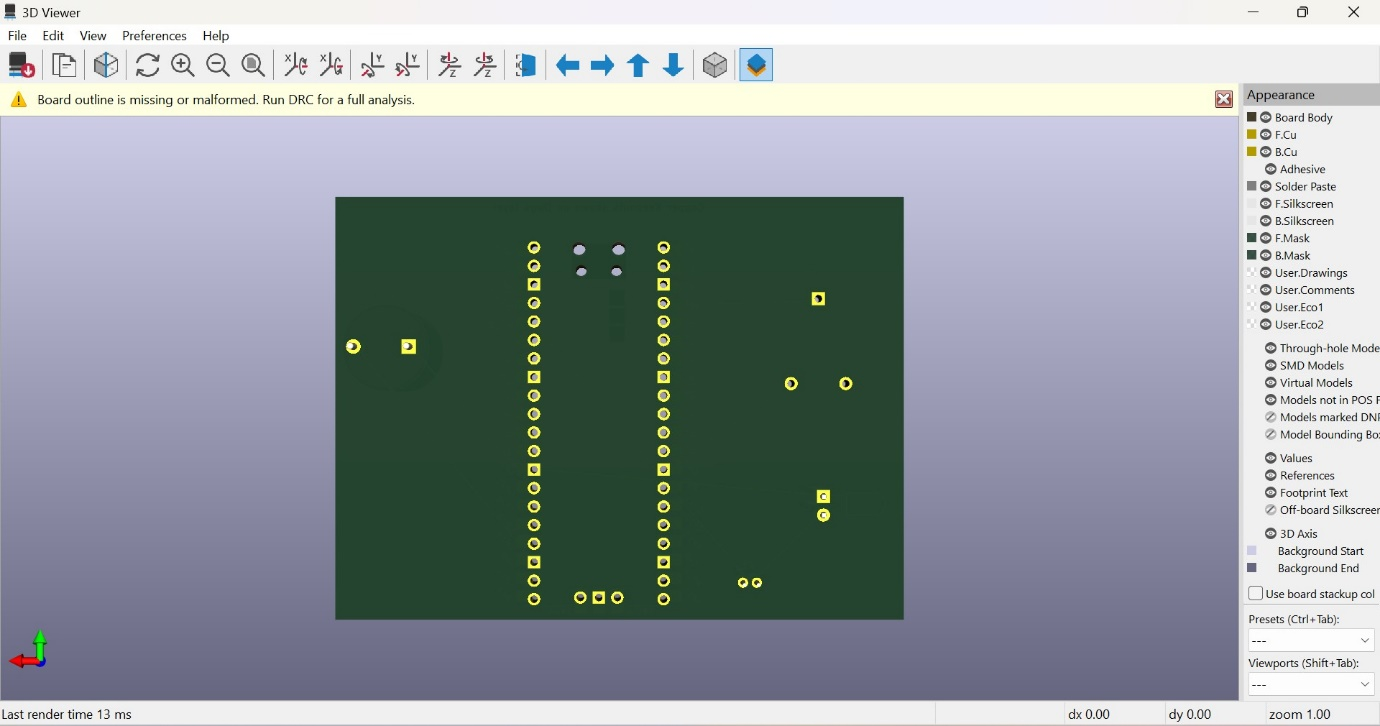 3D Viewer
File Edit View Preferences Help
Board outline is missing or malformed. Run DRC for a full analysis.
Appearance
Board Body
F.Cu
B.Cu
Adhesive
Solder Paste
F.Silkscreen
B.Silkscreen
F.Mask
B.Mask
User.Drawings
User.Comments
User.Eco1
User.Eco2
Through-hole Mode
SMD Models
Virtual Models
Models not in POS F
Models marked DNI
Model Bounding Bo
Values
References
Footprint Text
Off-board Silkscreer
3D Axis
Background Start
Background End
Use board stackup col
Presets (Ctrl+Tab):
---
Viewports (Shift+Tab):
---
Last render time 13 ms
dx 0.00
dy 0.00
zoom 1.00